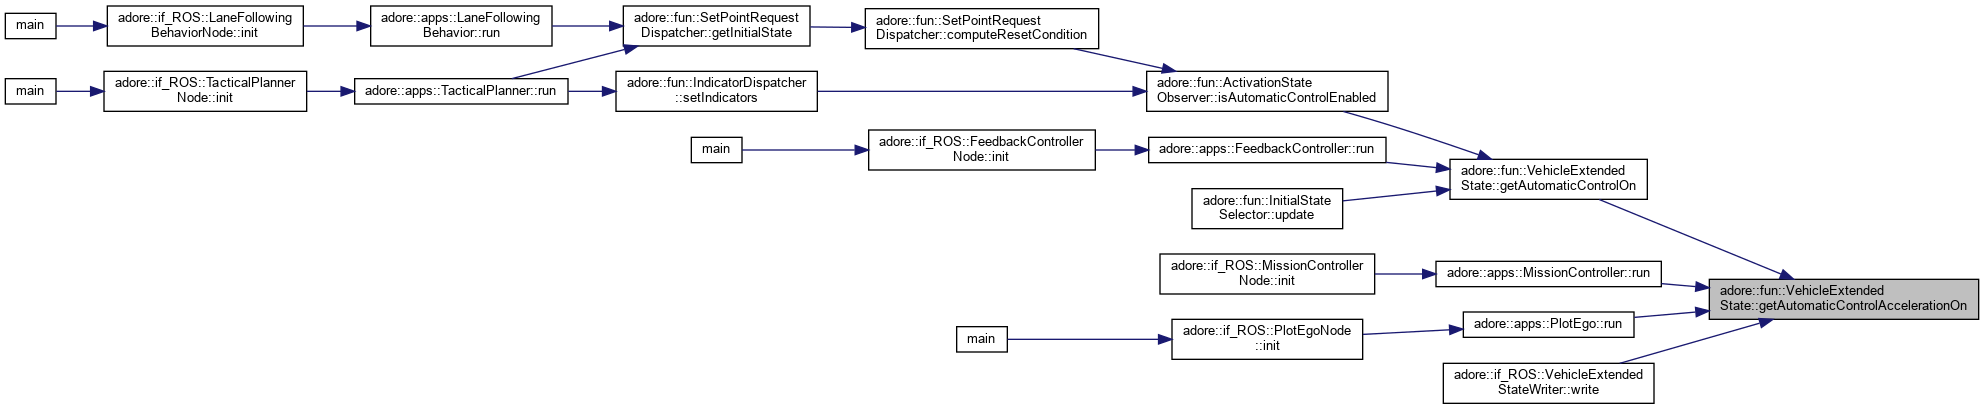 main
adore::if_ROS::LaneFollowing
BehaviorNode::init
adore::apps::LaneFollowing
Behavior::run
adore::fun::SetPointRequest
Dispatcher::getInitialState
adore::fun::SetPointRequest
Dispatcher::computeResetCondition
main
adore::if_ROS::TacticalPlanner
Node::init
adore::apps::TacticalPlanner::run
adore::fun::IndicatorDispatcher
::setIndicators
adore::fun::ActivationState
Observer::isAutomaticControlEnabled
main
adore::if_ROS::FeedbackController
Node::init
adore::apps::FeedbackController::run
adore::fun::VehicleExtended
State::getAutomaticControlOn
adore::fun::InitialState
Selector::update
adore::if_ROS::MissionController
Node::init
adore::apps::MissionController::run
adore::fun::VehicleExtended
State::getAutomaticControlAccelerationOn
main
adore::if_ROS::PlotEgoNode
::init
adore::apps::PlotEgo::run
adore::if_ROS::VehicleExtended
StateWriter::write